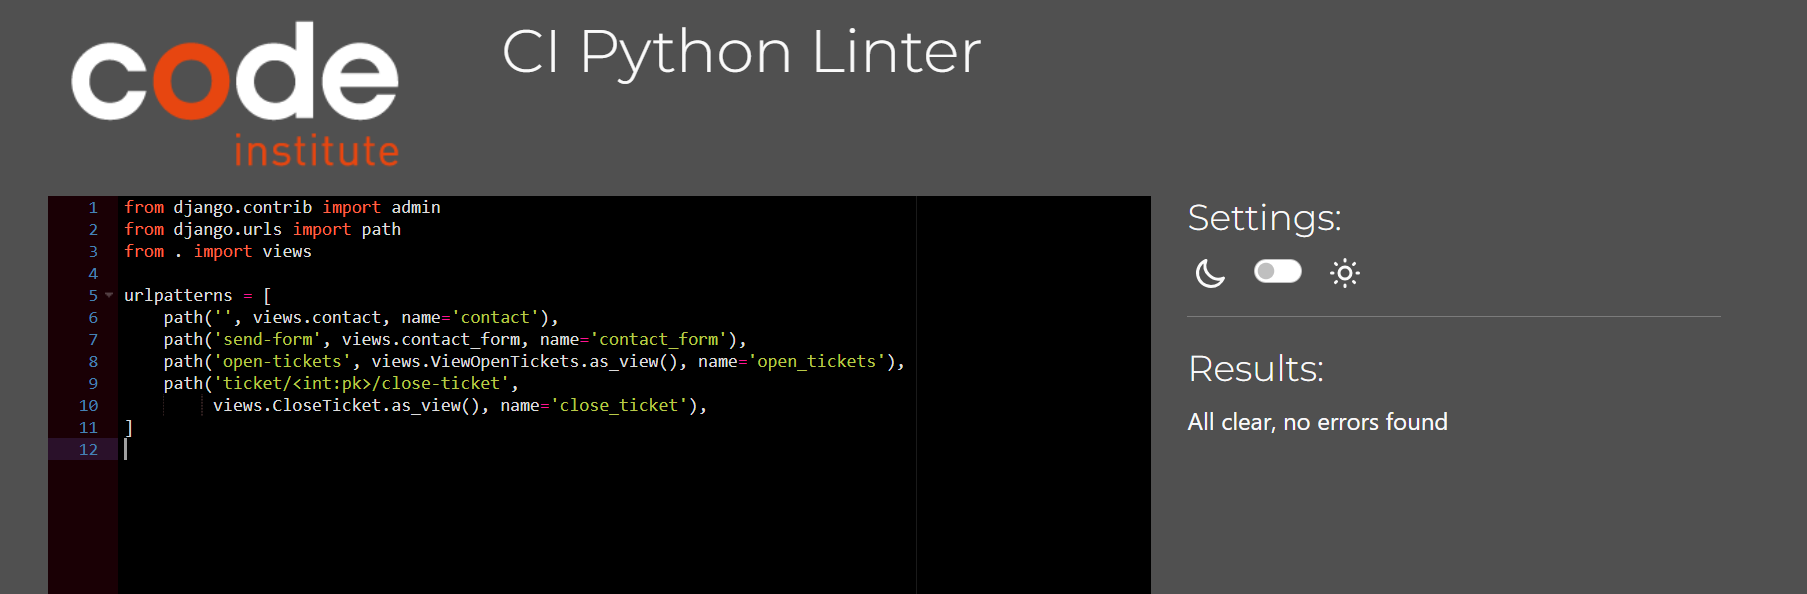 code
institute
CI Python Linter
1 from django.contrib import admin
2 from django.urls import path
3 from . import views
4
5 urlpatterns = [
6     path('', views.contact, name='contact'),
7     path('send-form', views.contact_form, name='contact_form'),
8     path('open-tickets', views.ViewOpenTickets.as_view(), name='open_tickets'),
9     path('ticket/<int:pk>/close-ticket',
10          views.CloseTicket.as_view(), name='close_ticket'),
11 ]
12
Settings:
Results:
All clear, no errors found